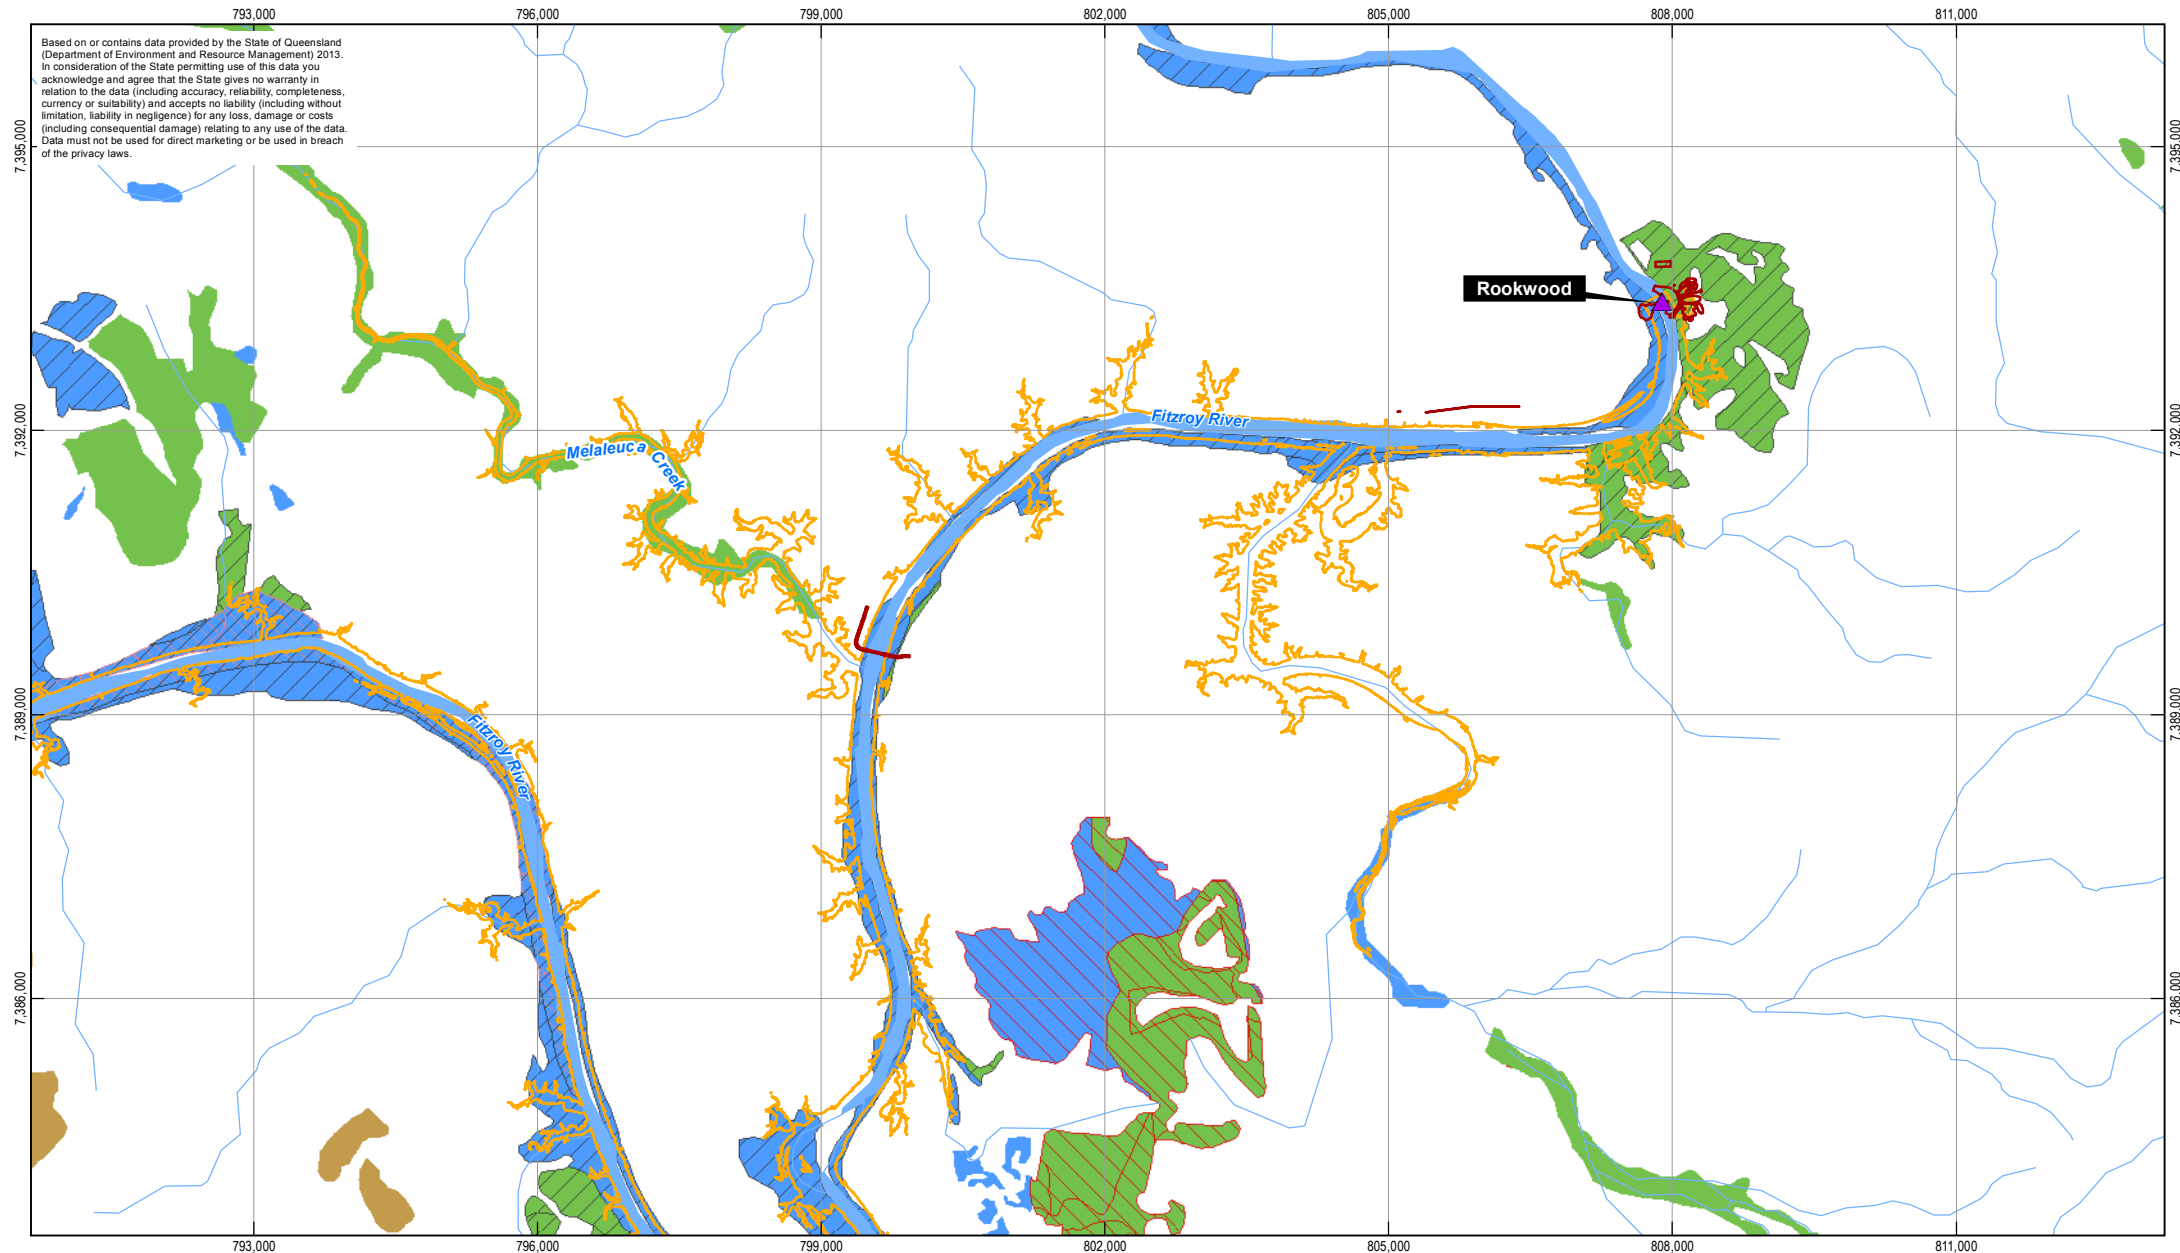 793,000
796,000
799,000
802,000
805,000
808,000
811,000
Based on or contains data provided by the State of Queensland
(Department of Environment and Resource Management) 2013.
In consideration of the State permitting use of this data you
acknowledge and agree that the State gives no warranty in
relation to the data (including accuracy, reliability, completeness,
currency or suitability) and accepts no liability (including without
limitation, liability in negligence) for any loss, damage or costs
(including consequential damage) relating to any use of the data.
Data must not be used for direct marketing or be used in breach
of the privacy laws.
7,395,000
7,395,000
Rookwood
Fitzroy River
7,392,000
7,392,000
Melaleuca Creek
7,389,000
7,389,000
Fitzroy River
7,386,000
7,386,000
793,000
796,000
799,000
802,000
805,000
808,000
811,000